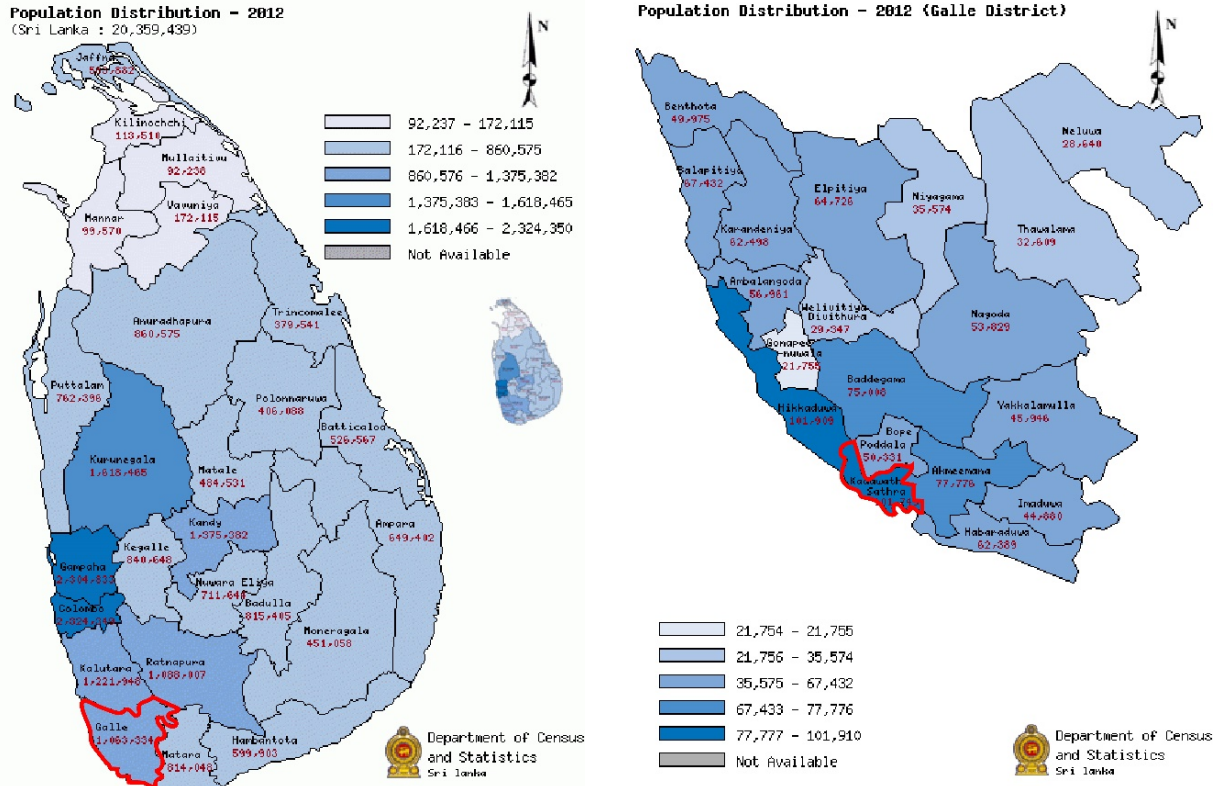 Population Distribution - 2012
(Sri Lanka : 20,359,439)
N
Jaffna
Kilinochchi
113,510
Mullaitivu
92,238
Vavuniya
172,115
Mannar
99,570
92,237 - 172,115
172,116 - 860,575
860,576 - 1,375,382
1,375,383 - 1,618,465
1,618,466 - 2,324,350
Not Available
Anuradhapura
860,575
Trincomalee
379,541
Puttalam
762,396
Polonnaruwa
406,088
Batticaloa
526,567
Kurunegala
1,618,465
Matale
484,531
Kandy
1,375,382
Ampara
649,402
Kegalle
840,648
Gampaha
2,304,833
Nuwara Eliya
711,644
Badulla
815,405
Colombo
Moneragala
451,058
Kalutara
1,221,948
Ratnapura
1,088,007
Galle
1,063,334
Matara
814,048
Hambantota
599,903
Department of Census
and Statistics
Sri lanka
Population Distribution - 2012 (Galle District)
N
Benthota
49,975
Neluwa
28,640
Balapitiya
67,432
Elpitiya
64,726
Niyagama
35,574
Karandeniya
62,498
Thawalama
32,609
Ambalangoda
56,961
Welivitiya
Divithura
29,347
Nagoda
53,829
Gonapee
-nuwala
21,755
Baddegama
75,008
Hikkaduwa
101,909
Yakkalamulla
45,946
Bope
Poddala
50,331
Akmeemana
77,776
Kadawath
Sathra
Imaduwa
44,880
Habaraduwa
62,389
21,754 - 21,755
21,756 - 35,574
35,575 - 67,432
67,433 - 77,776
77,777 - 101,910
Not Available
Department of Census
and Statistics
Sri lanka